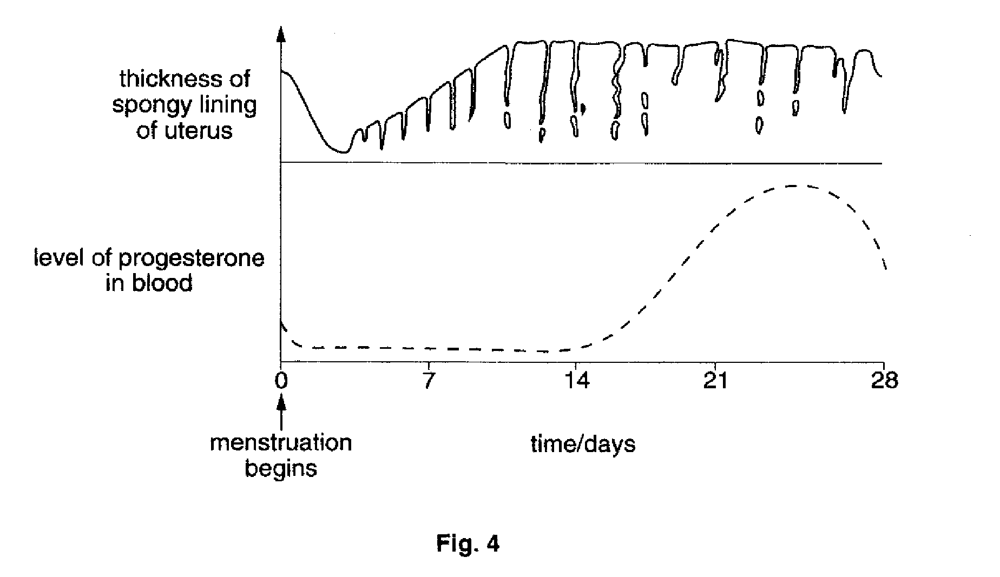 thickness of
spongy lining
of uterus
level of progesterone
in blood
0 7 14 21 28
menstruation
begins
time/days
Fig. 4